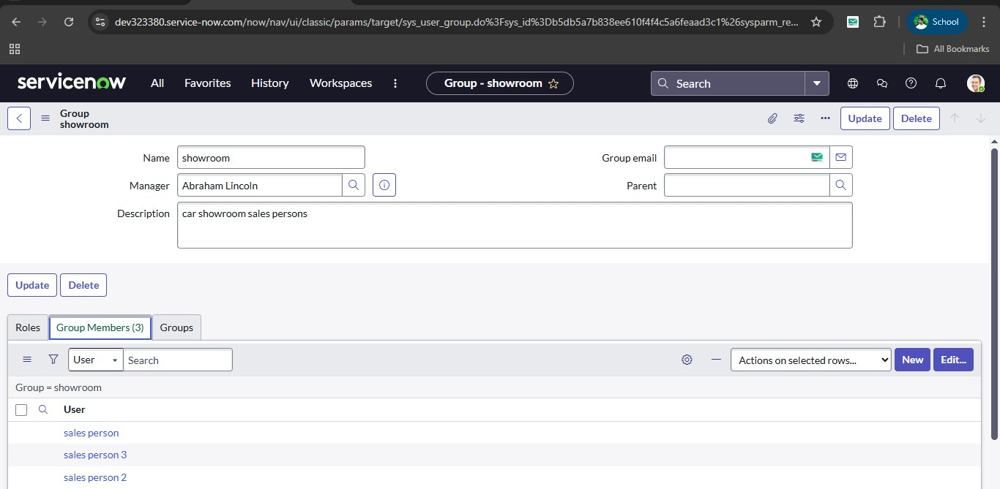 dev323380.service-now.com/now/nav/ui/classic/params/target/sys_user_group.do%3Fsys_id%3Db5db5a7b838ee610f4f4c5a6feaad3c1%26sysparm_re...
School
All Bookmarks
servicenow All Favorites History Workspaces Group - showroom Search
Group
showroom
Update Delete
Name showroom Group email
Manager Abraham Lincoln Parent
Description car showroom sales persons
Update Delete
Roles Group Members (3) Groups
User Search Actions on selected rows... New Edit...
Group = showroom
User
sales person
sales person 3
sales person 2